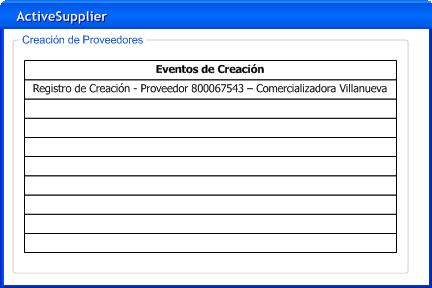 ActiveSupplier
Creación de Proveedores
Eventos de Creación
Registro de Creación - Proveedor 800067543 – Comercializadora Villanueva